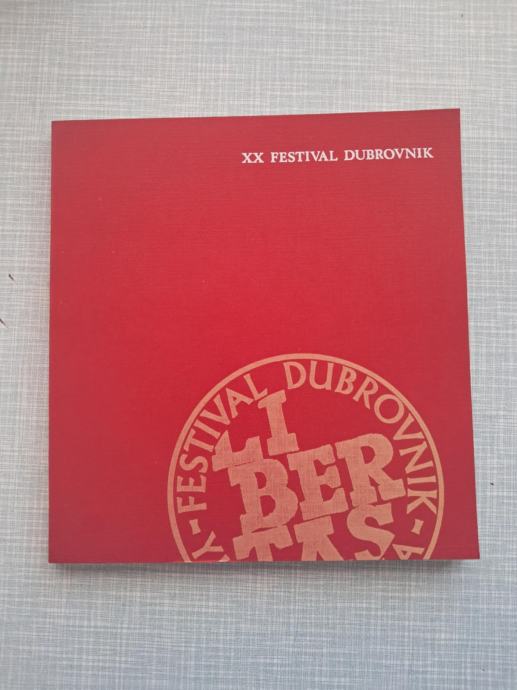 XX FESTIVAL DUBROVNIK
FESTIVAL DUBROVNIK
LI
BER
TAS